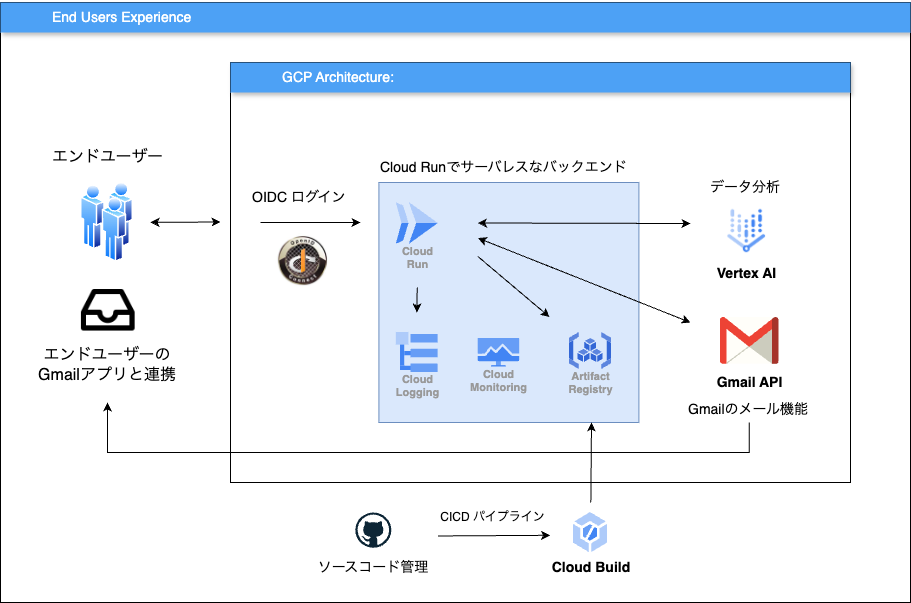 End Users Experience
GCP Architecture:
エンドユーザー
Cloud Runでサーバレスなバックエンド
OIDC ログイン
データ分析
OpenID
Connect
Cloud
Run
Vertex AI
エンドユーザーの
Gmailアプリと連携
Cloud
Logging
Cloud
Monitoring
Artifact
Registry
Gmail API
Gmailのメール機能
CICD パイプライン
ソースコード管理
Cloud Build